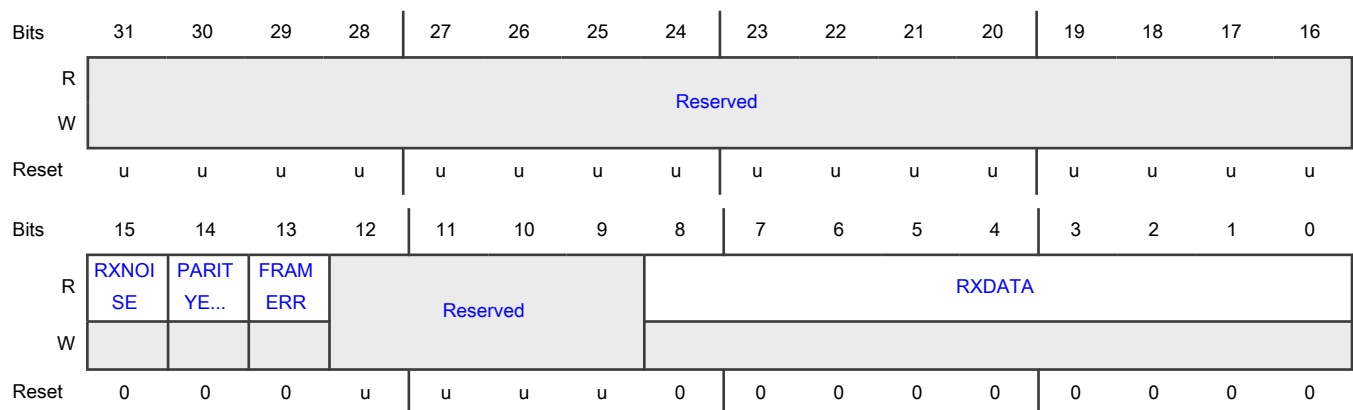 Bits 31 30 29 28 27 26 25 24 23 22 21 20 19 18 17 16
R
Reserved
W
Reset u u u u u u u u u u u u u u u u
Bits 15 14 13 12 11 10 9 8 7 6 5 4 3 2 1 0
R RXNOI SE PARIT YE... FRAM ERR Reserved RXDATA
W
Reset 0 0 0 u u u u 0 0 0 0 0 0 0 0 0